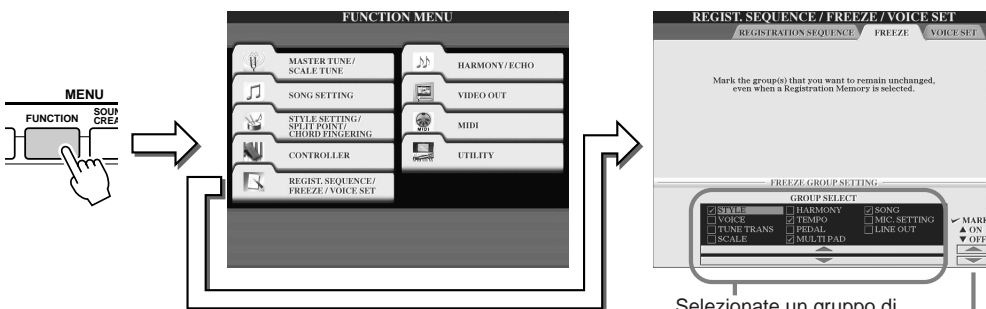 MENU
FUNCTION
FUNCTION MENU
MASTER TUNE/
SCALE TUNE
SONG SETTING
STYLE SETTING/
SPLIT POINT/
CHORD FINGERING
CONTROLLER
REGIST. SEQUENCE/
FREEZE/VOICE SET
HARMONY/ECHO
VIDEO OUT
MIDI
MIDI
UTILITY
REGIST. SEQUENCE / FREEZE / VOICE SET
REGISTRATION SEQUENCE
FREEZE
VOICE SET
Mark the group(s) that you want to remain unchanged,
even when a Registration Memory is selected.
FREEZE GROUP SETTING
GROUP SELECT
STYLE
VOICE
TUNE TRANS
SCALE
HARMONY
TEMPO
PEDAL
MULTI PAD
SONG
MIC. SETTING
LINE OUT
MARK
▲ ON
▼ OFF
Selezionate un gruppo di